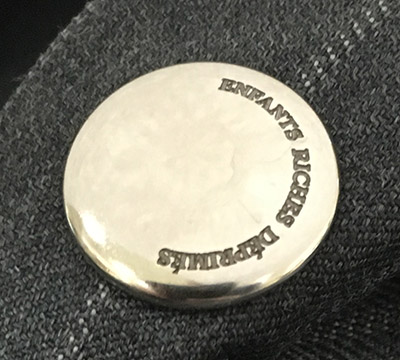 ENFANTS RICHES DÉPRIMÉS